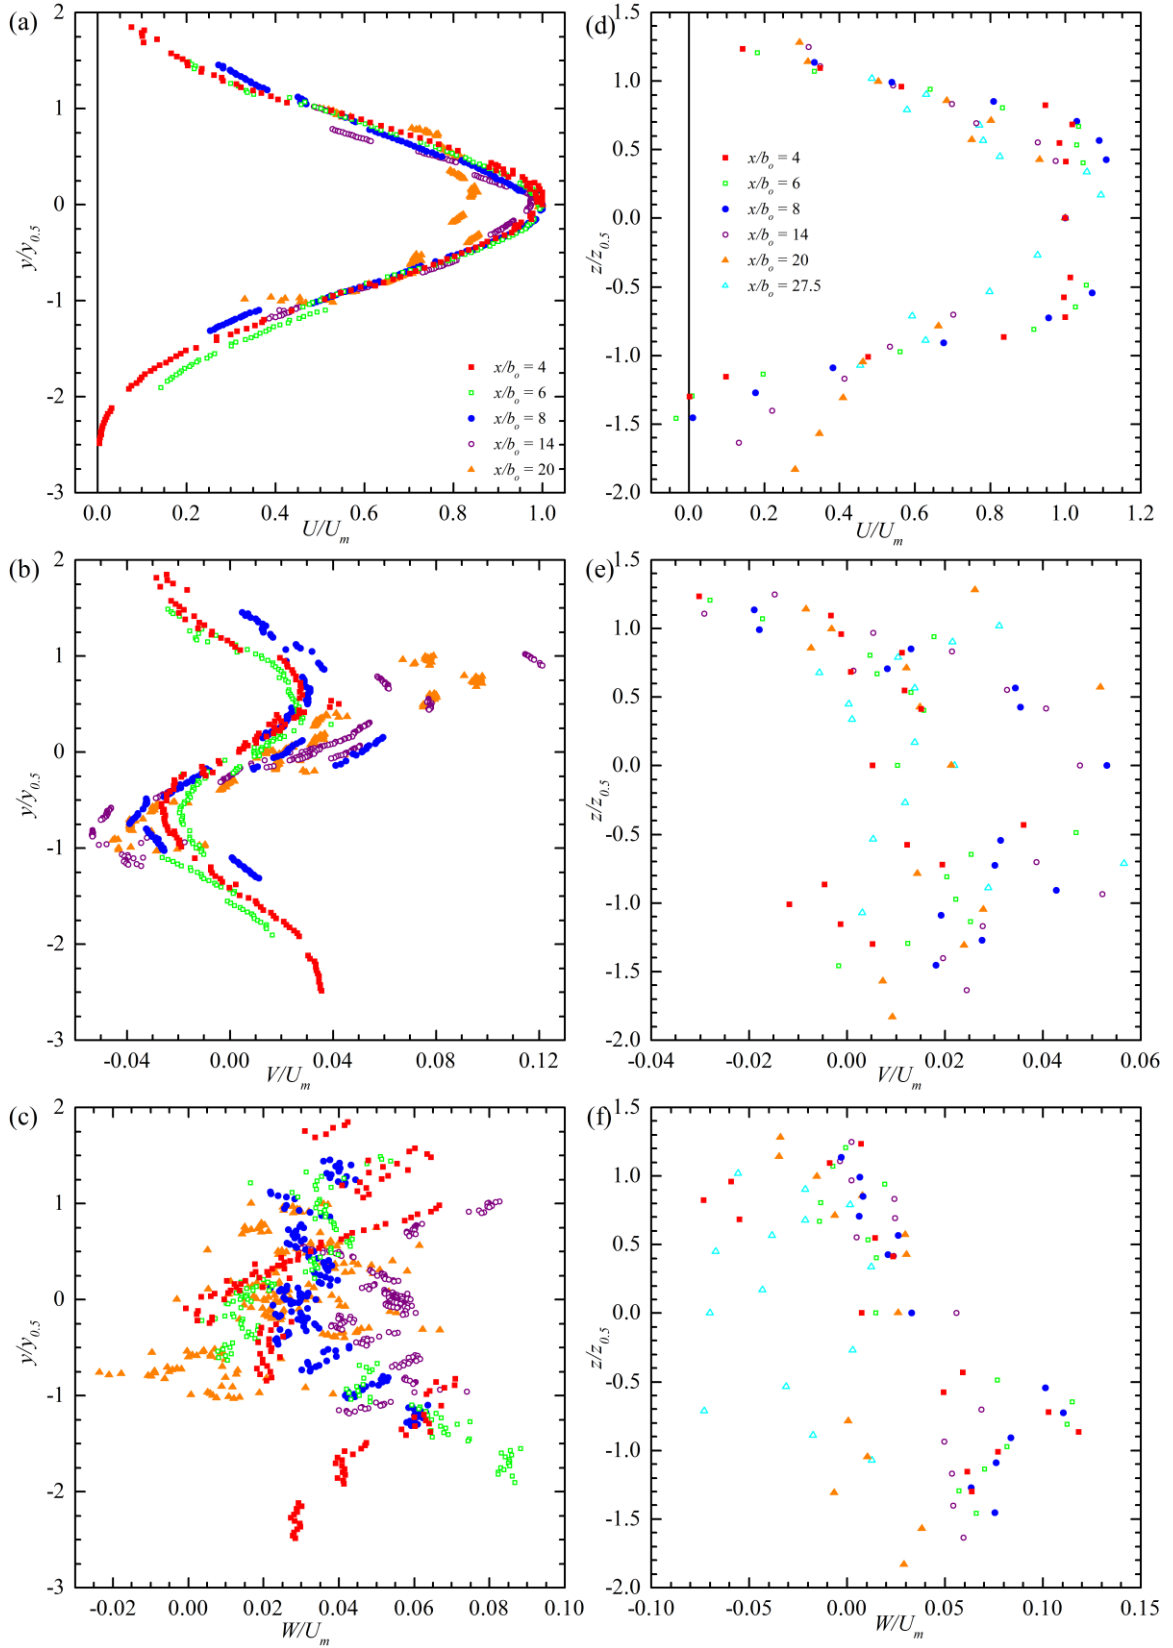 (a)
2
1
0
-1
-2
-3
y/y0.5
0.0 0.2 0.4 0.6 0.8 1.0
U/Um
x/bo = 4
x/bo = 6
x/bo = 8
x/bo = 14
x/bo = 20
(d)
1.5
1.0
0.5
0.0
-0.5
-1.0
-1.5
-2.0
z/z0.5
0.0 0.2 0.4 0.6 0.8 1.0 1.2
U/Um
x/bo = 4
x/bo = 6
x/bo = 8
x/bo = 14
x/bo = 20
x/bo = 27.5
(b)
2
1
0
-1
-2
-3
y/y0.5
-0.04 0.00 0.04 0.08 0.12
V/Um
(e)
1.5
1.0
0.5
0.0
-0.5
-1.0
-1.5
-2.0
z/z0.5
-0.04 -0.02 0.00 0.02 0.04 0.06
V/Um
(c)
2
1
0
-1
-2
-3
y/y0.5
-0.02 0.00 0.02 0.04 0.06 0.08 0.10
W/Um
(f)
1.5
1.0
0.5
0.0
-0.5
-1.0
-1.5
-2.0
z/z0.5
-0.10 -0.05 0.00 0.05 0.10 0.15
W/Um